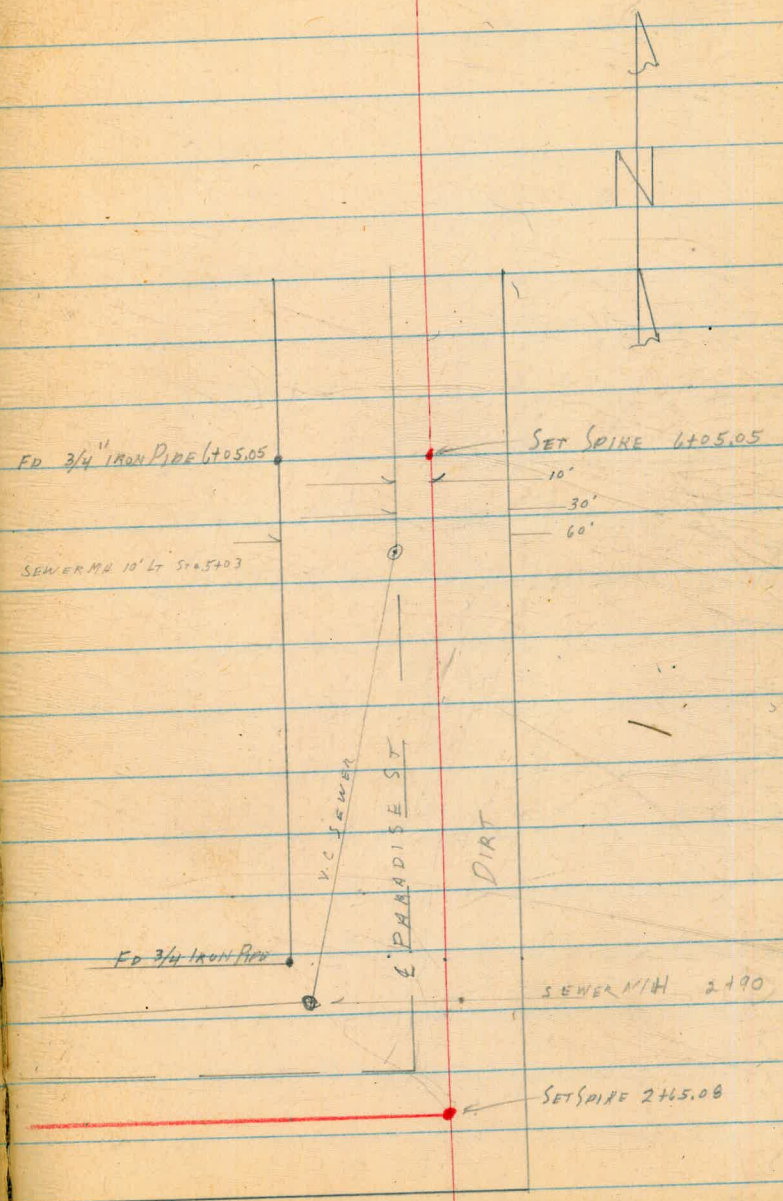 N
SET SPIKE 6+05.05
FD 3/4" IRON PIPE 6+05.05
10'
30'
60'
SEWER MH 10' LT STA 5+03
V.C SEWER
℄ PARADISE ST
DIRT
FD 3/4 IRON PIPE
SEWER MH 2+90
SET SPIKE 2+65.08